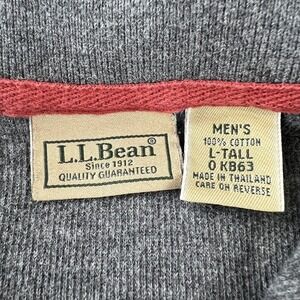 L.L.Bean®
Since 1912
QUALITY GUARANTEED
MEN'S
100% COTTON
L-TALL
0 KB63
MADE IN THAILAND
CARE ON REVERSE